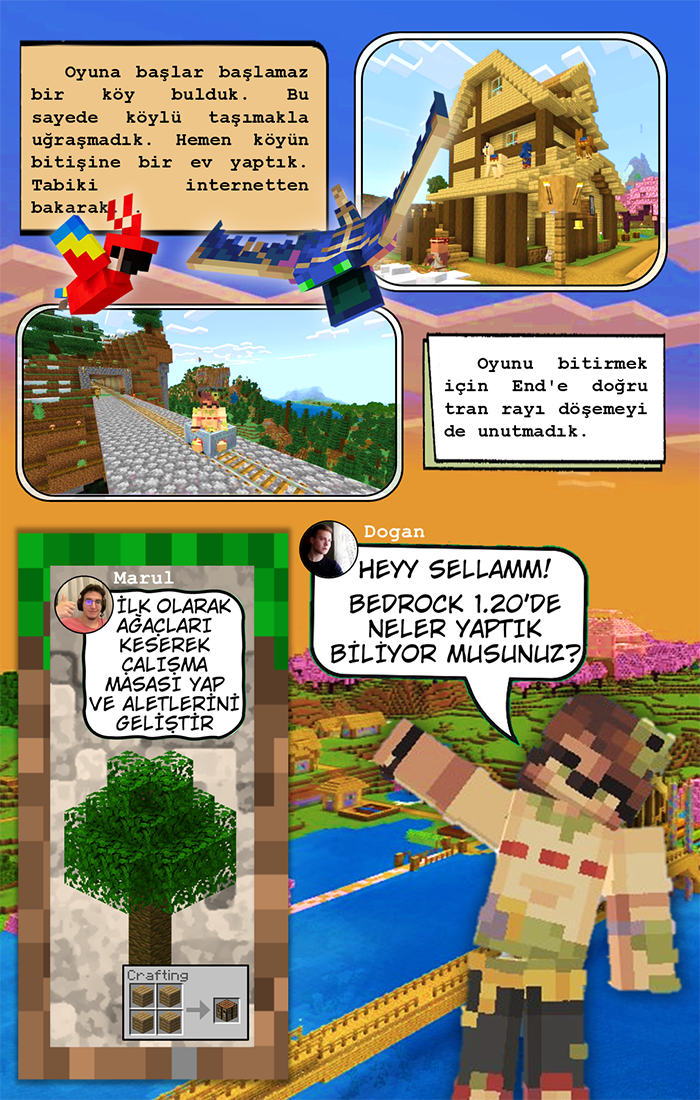 Oyuna başlar başlamaz
bir köy bulduk. Bu
sayede köylü taşımakla
uğraşmadık. Hemen köyün
bitişine bir ev yaptık.
Tabiki internetten
bakarak
Oyunu bitirmek
için End'e doğru
tran rayı döşemeyi
de unutmadık.
Dogan
HEYY SELLAMM!
BEDROCK 1.20'DE
NELER YAPTIK
BİLİYOR MUSUNUZ?
Marul
İLK OLARAK
AĞAÇLARI
KESEREK
ÇALIŞMA
MASASI YAP
VE ALETLERİNİ
GELİŞTİR
Crafting